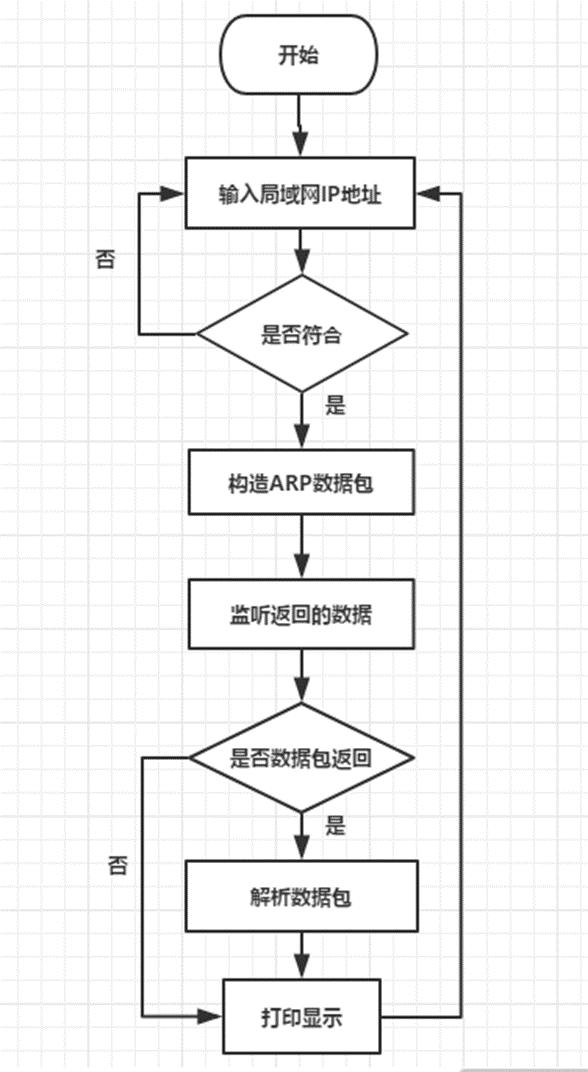 开始
输入局域网IP地址
否
是否符合
是
构造ARP数据包
监听返回的数据
是否数据包返回
是
否
解析数据包
打印显示